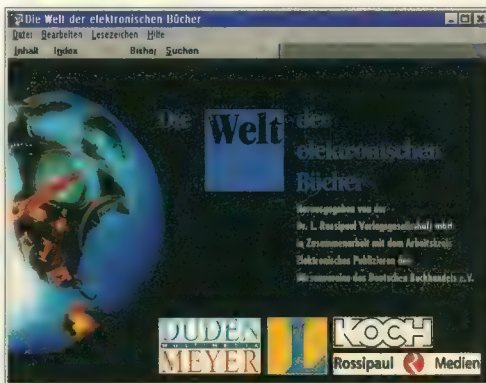 Die Welt der elektronischen Bücher
Datei Bearbeiten Lesezeichen Hilfe
Inhalt Index Bisher Suchen
Die Welt der
elektronischen
Bücher
Herausgegeben von der
Dr. L. Rossipaul Verlagsgesellschaft mbH
in Zusammenarbeit mit dem Arbeitskreis
Elektronisches Publizieren des
Börsenvereins des Deutschen Buchhandels e.V.
DUDEN
MULTIMEDIA
MEYER
L
KOCH
Rossipaul Medien